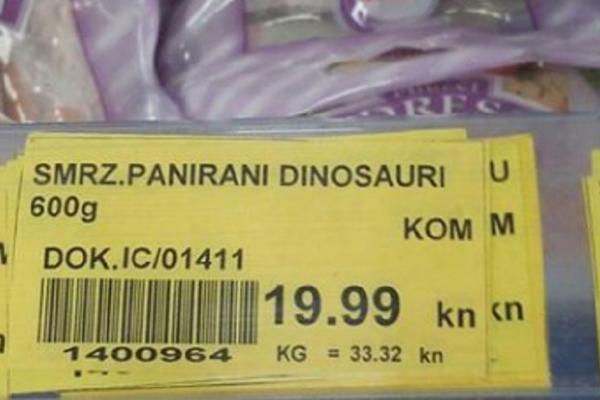 SMRZ.PANIRANI DINOSAURI
600g
KOM
DOK.IC/01411
19.99 kn
1400964
KG = 33.32 kn
U
M
kn